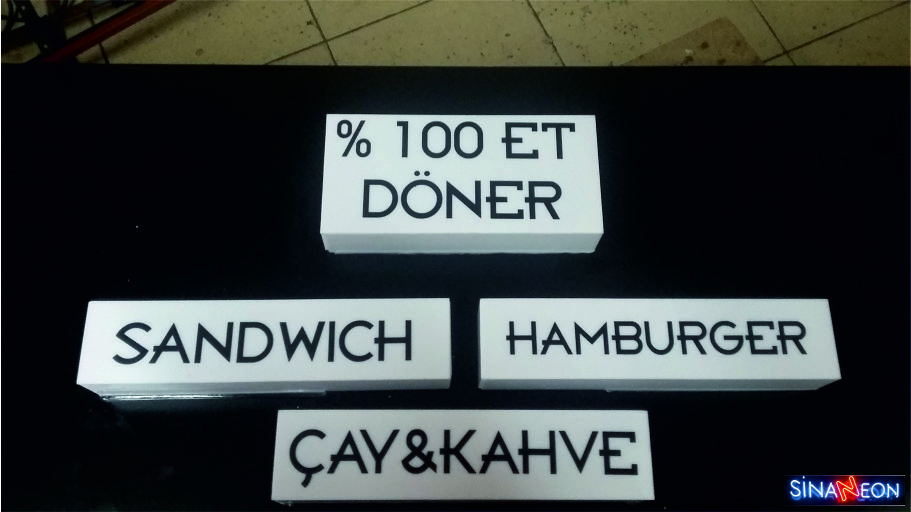 % 100 ET
DÖNER
SANDWICH
HAMBURGER
ÇAY&KAHVE
SİNANEON